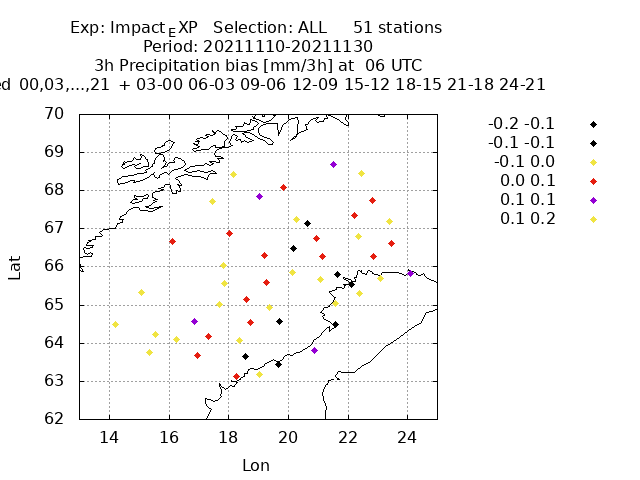 Exp: Impact_EXP   Selection: ALL     51 stations
Period: 20211110-20211130
3h Precipitation bias [mm/3h] at  06 UTC
ed 00,03,...,21  + 03-00 06-03 09-06 12-09 15-12 18-15 21-18 24-21
-0.2 -0.1
-0.1 -0.1
-0.1 0.0
0.0 0.1
0.1 0.1
0.1 0.2
70
69
68
67
66
65
64
63
62
Lat
14 16 18 20 22 24
Lon